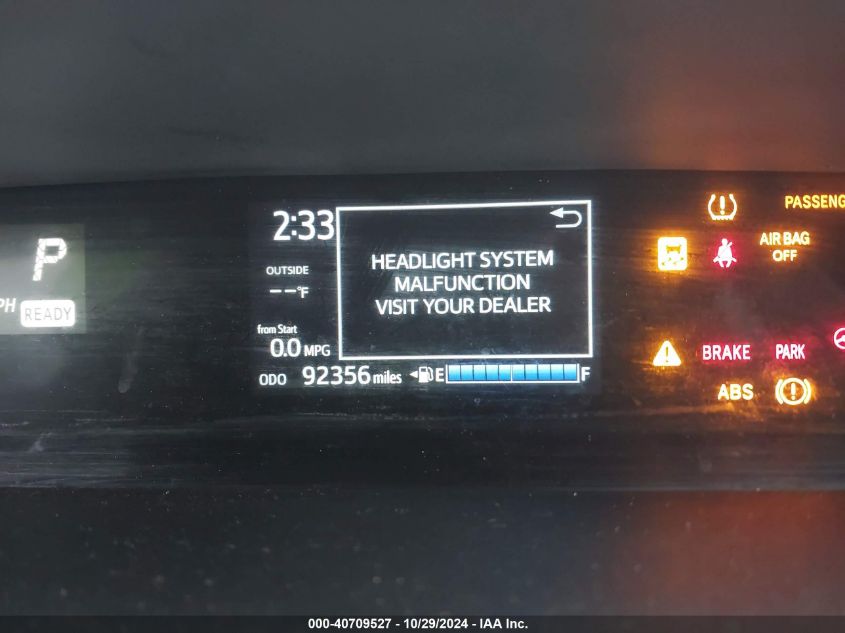 P
PH
READY
2:33
OUTSIDE
--°F
from Start
0.0 MPG
ODO 92356 miles
E F
HEADLIGHT SYSTEM
MALFUNCTION
VISIT YOUR DEALER
PASSENG
AIR BAG
OFF
BRAKE PARK
ABS
000-40709527 - 10/29/2024 - IAA Inc.